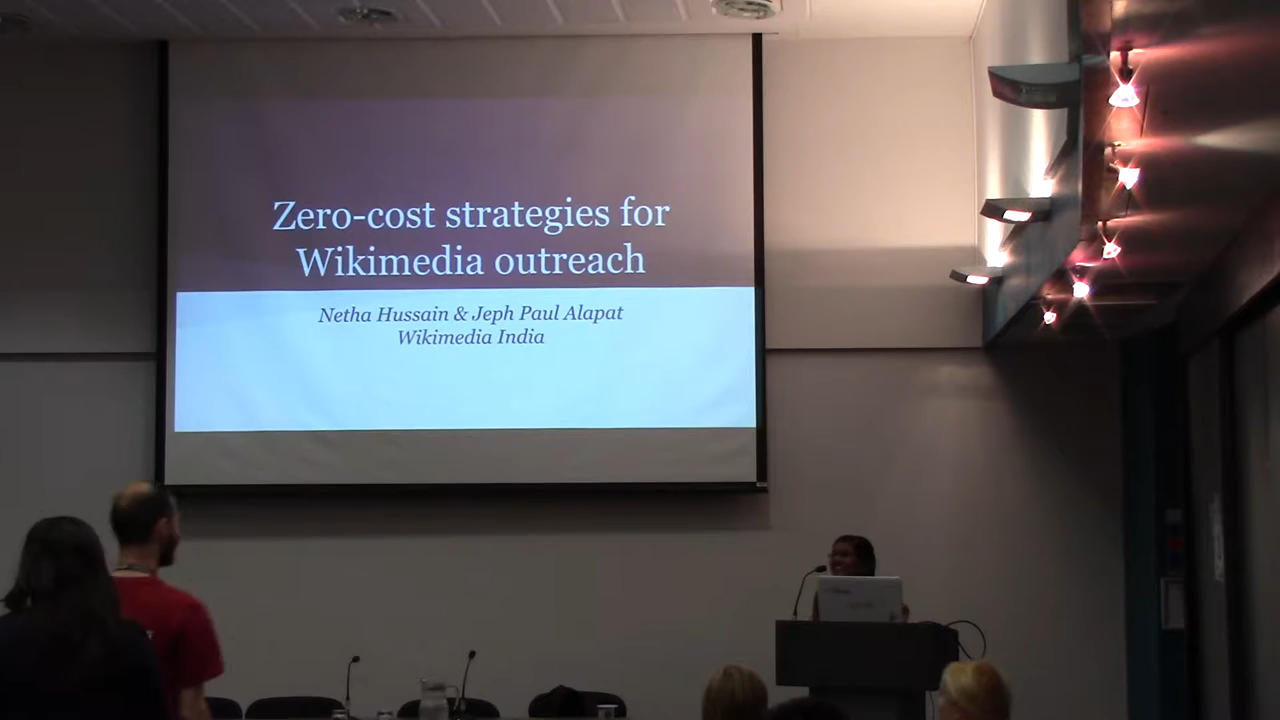 Zero-cost strategies for
Wikimedia outreach
Netha Hussain & Jeph Paul Alapat
Wikimedia India